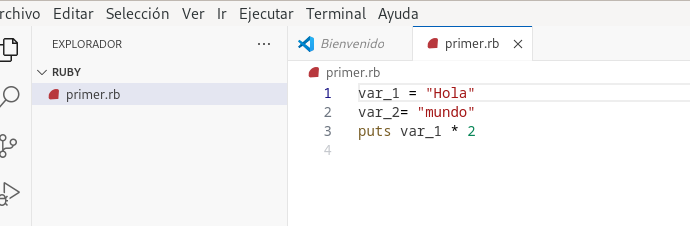 rchivo Editar Selección Ver Ir Ejecutar Terminal Ayuda
EXPLORADOR ···
RUBY
primer.rb
Bienvenido primer.rb
primer.rb
1 var_1 = "Hola"
2 var_2= "mundo"
3 puts var_1 * 2
4